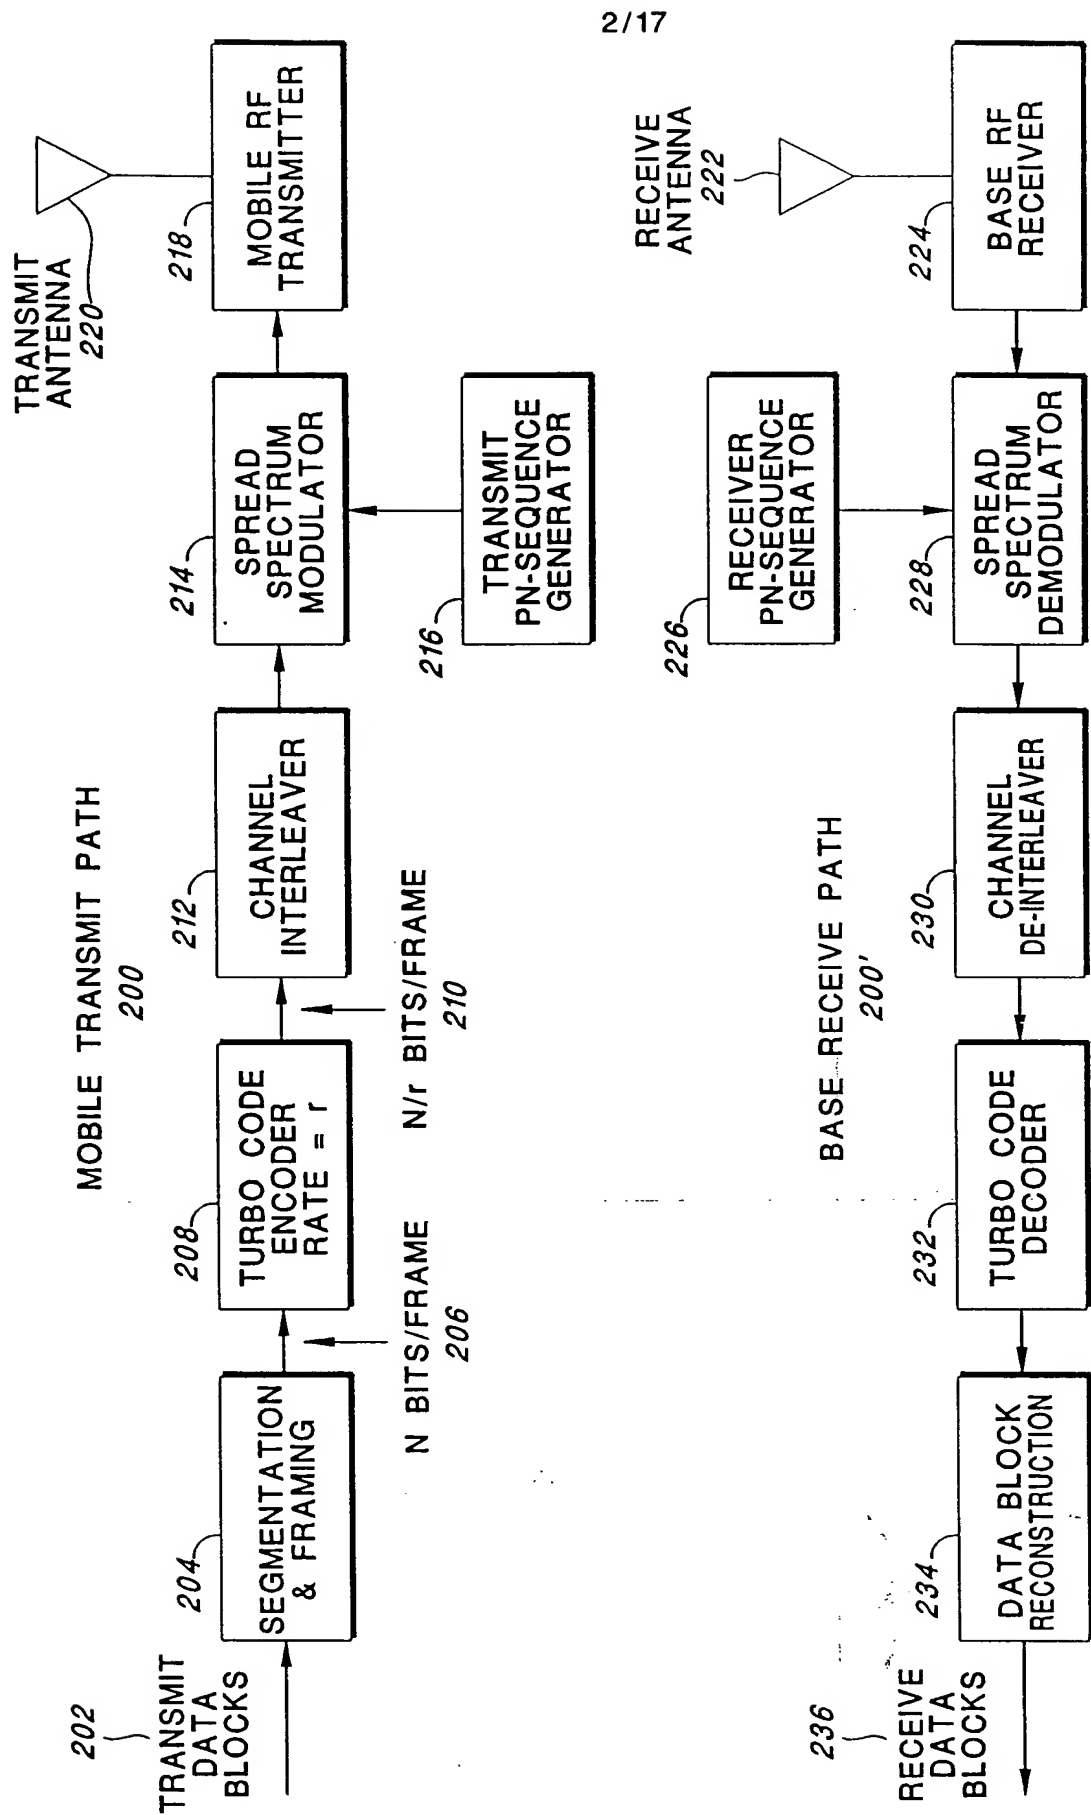 2/17
MOBILE TRANSMIT PATH
200
202
TRANSMIT
DATA
BLOCKS
204
SEGMENTATION
& FRAMING
N BITS/FRAME
206
208
TURBO CODE
ENCODER
RATE = r
N/r BITS/FRAME
210
212
CHANNEL
INTERLEAVER
214
SPREAD
SPECTRUM
MODULATOR
216
TRANSMIT
PN-SEQUENCE
GENERATOR
218
MOBILE RF
TRANSMITTER
TRANSMIT
ANTENNA
220
BASE RECEIVE PATH
200'
RECEIVE
ANTENNA
222
224
BASE RF
RECEIVER
226
RECEIVER
PN-SEQUENCE
GENERATOR
228
SPREAD
SPECTRUM
DEMODULATOR
230
CHANNEL
DE-INTERLEAVER
232
TURBO CODE
DECODER
234
DATA BLOCK
RECONSTRUCTION
236
RECEIVE
DATA
BLOCKS